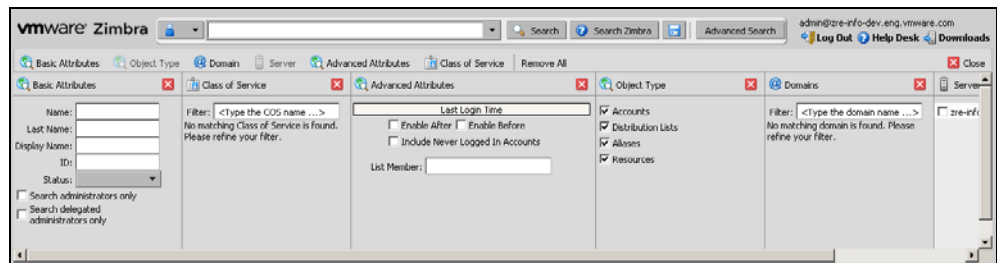 vmware Zimbra
Search
Search Zimbra
Advanced Search
admin@zre-info-dev.eng.vmware.com
Log Out Help Desk Downloads
Basic Attributes Object Type Domain Server Advanced Attributes Class of Service Remove All Close
Basic Attributes
Name:
Last Name:
Display Name:
ID:
Status:
Search administrators only
Search delegated
administrators only
Class of Service
Filter: <Type the COS name ...>
No matching Class of Service is found.
Please refine your filter.
Advanced Attributes
Last Login Time
Enable After Enable Before
Include Never Logged In Accounts
List Member:
Object Type
Accounts
Distribution Lists
Aliases
Resources
Domains
Filter: <Type the domain name ...>
No matching domain is found. Please
refine your filter.
Server
zre-info